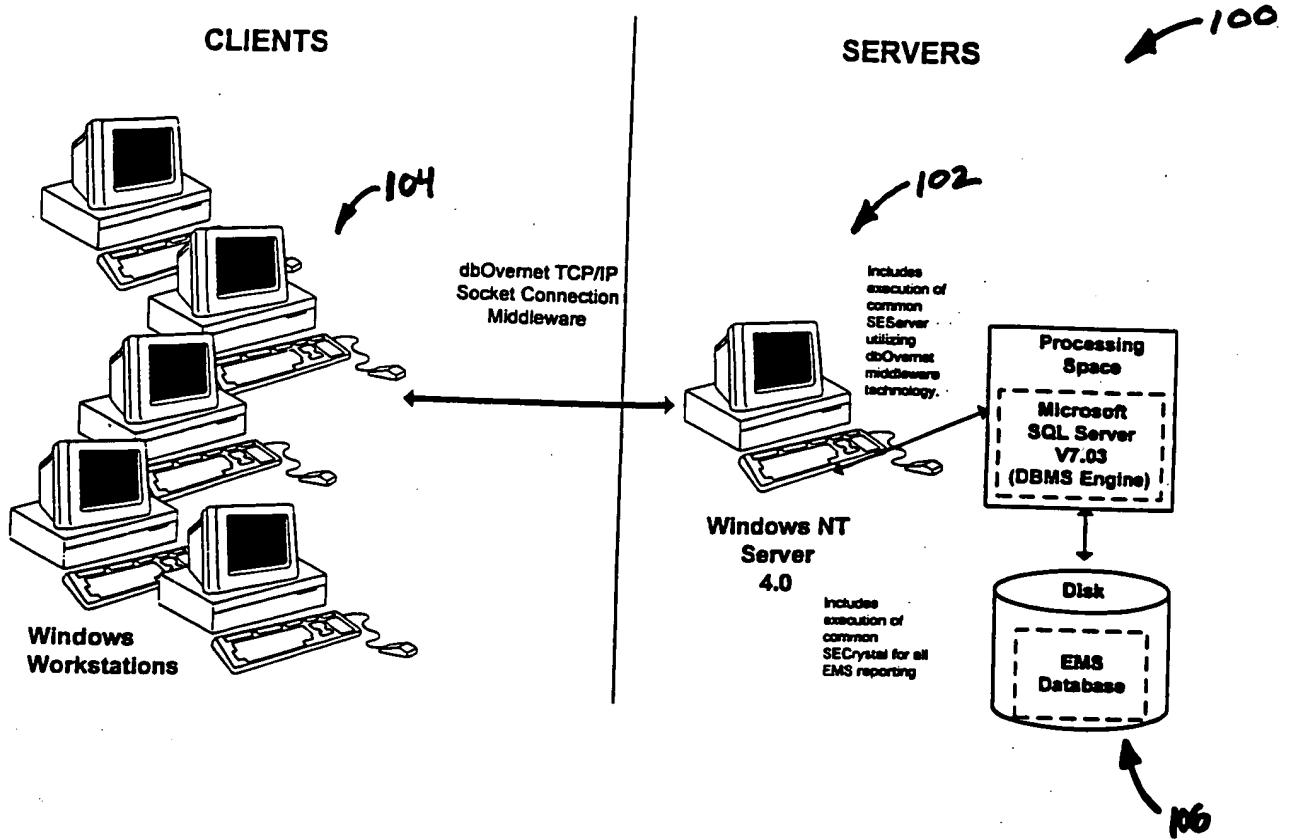 CLIENTS
SERVERS
100
104
102
dbOvernet TCP/IP
Socket Connection
Middleware
Includes
execution of
common
SEServer
utilizing
dbOvernet
middleware
technology.
Processing
Space
Microsoft
SQL Server
V7.03
(DBMS Engine)
Windows NT
Server
4.0
Includes
execution of
common
SECrystal for all
EMS reporting
Disk
EMS
Database
Windows
Workstations
106